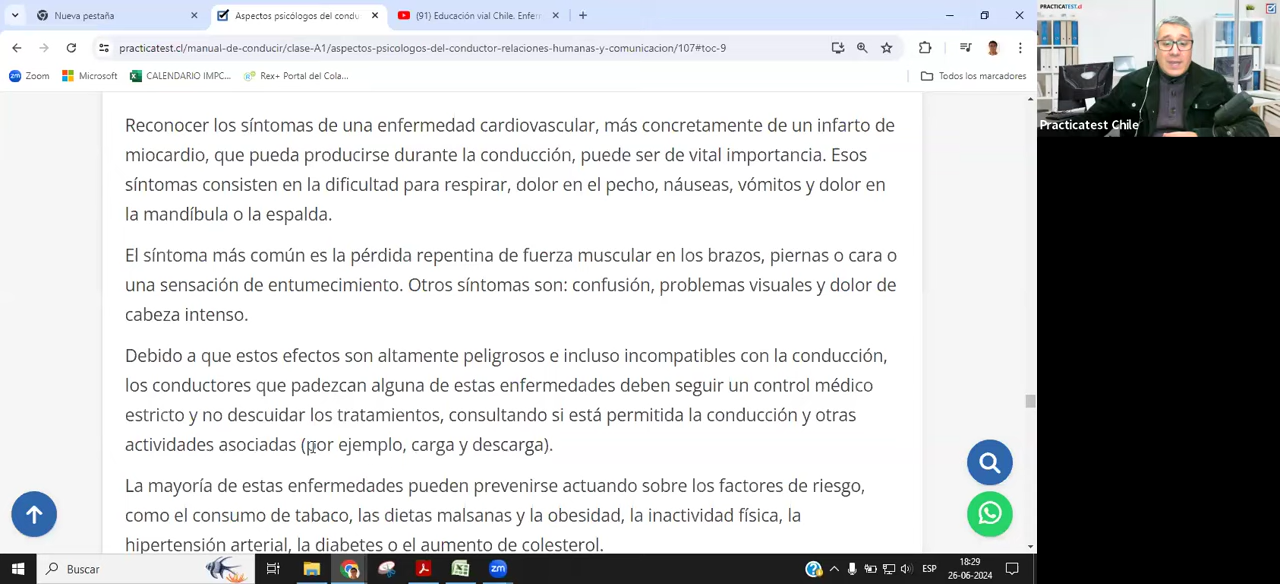 Nueva pestaña
Aspectos psicologos del con
(91) Educación vial Chile Enferm
practicatest.cl/manual-de-conducir/clase-A1/aspectos-psicologos-del-conductor-relaciones-humanas-y-comunicacion/107#toc-9
Zoom
Microsoft
CALENDARIO IMPC...
Rex+ Portal del Cola...
Todos los marcadores
Reconocer los síntomas de una enfermedad cardiovascular, más concretamente de un infarto de
miocardio, que pueda producirse durante la conducción, puede ser de vital importancia. Esos
síntomas consisten en la dificultad para respirar, dolor en el pecho, náuseas, vómitos y dolor en
la mandíbula o la espalda.
El síntoma más común es la pérdida repentina de fuerza muscular en los brazos, piernas o cara o
una sensación de entumecimiento. Otros síntomas son: confusión, problemas visuales y dolor de
cabeza intenso.
Debido a que estos efectos son altamente peligrosos e incluso incompatibles con la conducción,
los conductores que padezcan alguna de estas enfermedades deben seguir un control médico
estricto y no descuidar los tratamientos, consultando si está permitida la conducción y otras
actividades asociadas (por ejemplo, carga y descarga).
La mayoría de estas enfermedades pueden prevenirse actuando sobre los factores de riesgo,
como el consumo de tabaco, las dietas malsanas y la obesidad, la inactividad física, la
hipertensión arterial, la diabetes o el aumento de colesterol.
PRACTICATEST.cl
Practicatest Chile
Buscar
zm
ESP
18:29
26-06-2024